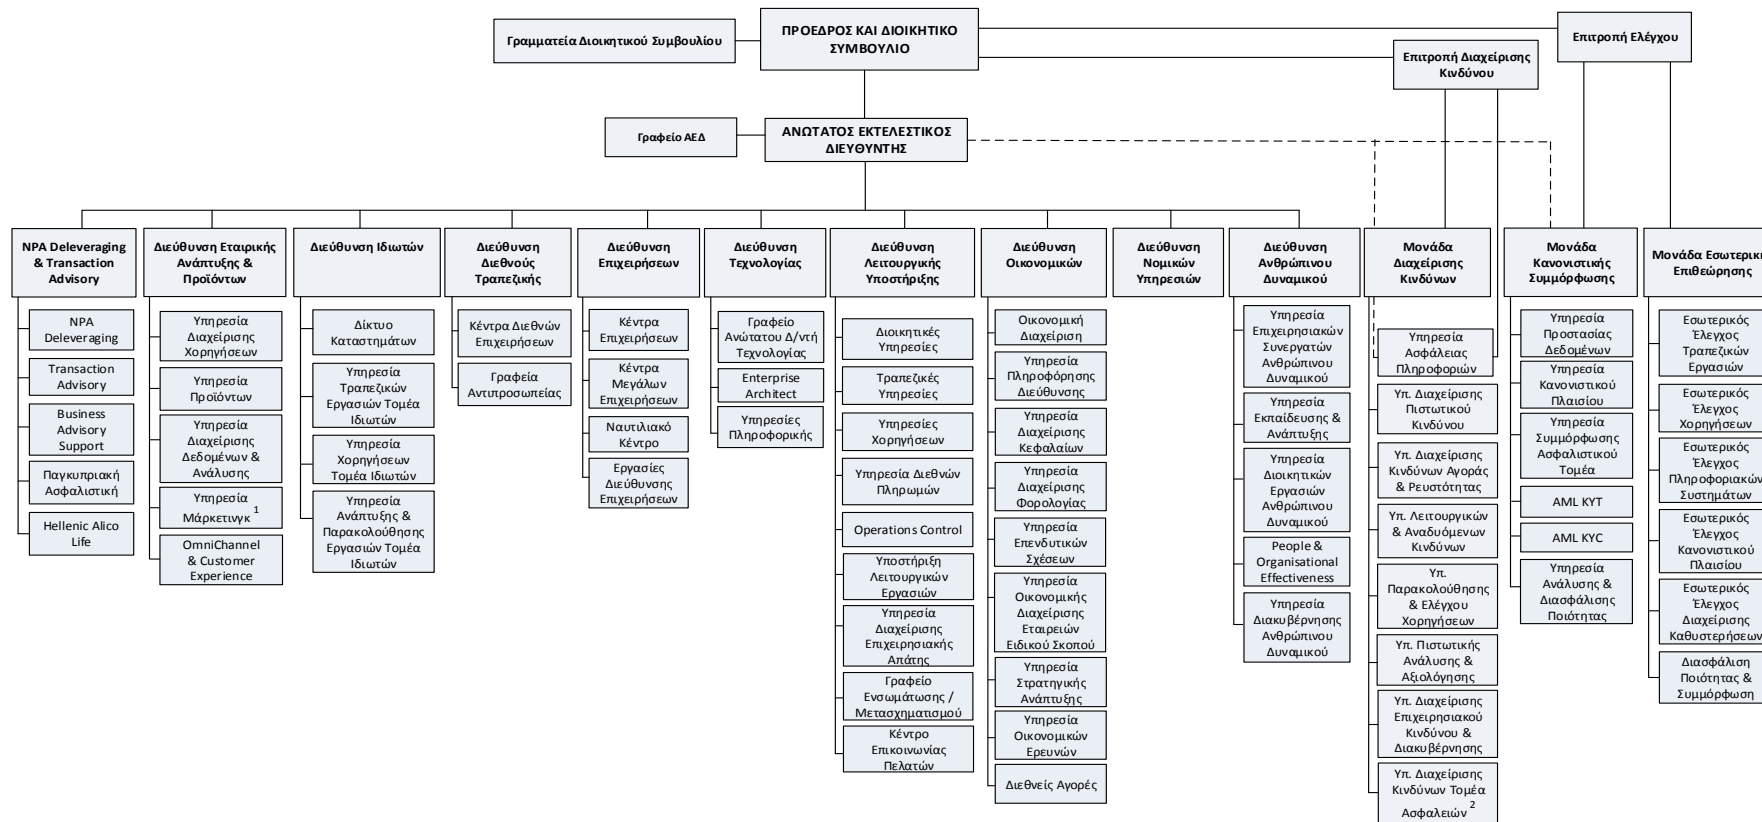 ΠΡΟΕΔΡΟΣ ΚΑΙ ΔΙΟΙΚΗΤΙΚΟ
ΣΥΜΒΟΥΛΙΟ
Γραμματεία Διοικητικού Συμβουλίου
Επιτροπή Ελέγχου
Επιτροπή Διαχείρισης
Κινδύνου
Γραφείο ΑΕΔ
ΑΝΩΤΑΤΟΣ ΕΚΤΕΛΕΣΤΙΚΟΣ
ΔΙΕΥΘΥΝΤΗΣ
NPA Deleveraging
& Transaction
Advisory
NPA
Deleveraging
Transaction
Advisory
Business
Advisory
Support
Παγκυπριακή
Ασφαλιστική
Hellenic Alico
Life
Διεύθυνση Εταιρικής
Ανάπτυξης &
Προϊόντων
Υπηρεσία
Διαχείρισης
Χορηγήσεων
Υπηρεσία
Προϊόντων
Υπηρεσία
Διαχείρισης
Δεδομένων &
Ανάλυσης
Υπηρεσία
Μάρκετινγκ 1
OmniChannel
& Customer
Experience
Διεύθυνση Ιδιωτών
Δίκτυο
Καταστημάτων
Υπηρεσία
Τραπεζικών
Εργασιών Τομέα
Ιδιωτών
Υπηρεσία
Χορηγήσεων
Τομέα Ιδιωτών
Υπηρεσία
Ανάπτυξης &
Παρακολούθησης
Εργασιών Τομέα
Ιδιωτών
Διεύθυνση
Διεθνούς
Τραπεζικής
Κέντρα Διεθνών
Επιχειρήσεων
Γραφεία
Αντιπροσωπείας
Διεύθυνση
Επιχειρήσεων
Κέντρα
Επιχειρήσεων
Κέντρα
Μεγάλων
Επιχειρήσεων
Ναυτιλιακό
Κέντρο
Εργασίες
Διεύθυνσης
Επιχειρήσεων
Διεύθυνση
Τεχνολογίας
Γραφείο
Ανώτατου Δ/ντή
Τεχνολογίας
Enterprise
Architect
Υπηρεσίες
Πληροφορικής
Διεύθυνση
Λειτουργικής
Υποστήριξης
Διοικητικές
Υπηρεσίες
Τραπεζικές
Υπηρεσίες
Υπηρεσίες
Χορηγήσεων
Υπηρεσία Διεθνών
Πληρωμών
Operations Control
Υποστήριξη
Λειτουργικών
Εργασιών
Υπηρεσία
Διαχείρισης
Επιχειρησιακής
Απάτης
Γραφείο
Ενσωμάτωσης /
Μετασχηματισμού
Κέντρο
Επικοινωνίας
Πελατών
Διεύθυνση
Οικονομικών
Οικονομική
Διαχείριση
Υπηρεσία
Πληροφόρησης
Διεύθυνσης
Υπηρεσία
Διαχείρισης
Κεφαλαίων
Υπηρεσία
Διαχείρισης
Φορολογίας
Υπηρεσία
Επενδυτικών
Σχέσεων
Υπηρεσία
Οικονομικής
Διαχείρισης
Εταιρειών
Ειδικού Σκοπού
Υπηρεσία
Στρατηγικής
Ανάπτυξης
Υπηρεσία
Οικονομικών
Ερευνών
Διεθνείς Αγορές
Διεύθυνση
Νομικών
Υπηρεσιών
Διεύθυνση
Ανθρώπινου
Δυναμικού
Υπηρεσία
Επιχειρησιακών
Συνεργατών
Ανθρώπινου
Δυναμικού
Υπηρεσία
Εκπαίδευσης &
Ανάπτυξης
Υπηρεσία
Διοικητικών
Εργασιών
Ανθρώπινου
Δυναμικού
People &
Organisational
Effectiveness
Υπηρεσία
Διακυβέρνησης
Ανθρώπινου
Δυναμικού
Μονάδα
Διαχείρισης
Κινδύνων
Υπηρεσία
Ασφάλειας
Πληροφοριών
Υπ. Διαχείρισης
Πιστωτικού
Κινδύνου
Υπ. Διαχείρισης
Κινδύνων Αγοράς
& Ρευστότητας
Υπ. Λειτουργικών
& Αναδυόμενων
Κινδύνων
Υπ.
Παρακολούθησης
& Ελέγχου
Χορηγήσεων
Υπ. Πιστωτικής
Ανάλυσης &
Αξιολόγησης
Υπ. Διαχείρισης
Επιχειρησιακού
Κινδύνου &
Διακυβέρνησης
Υπ. Διαχείρισης
Κινδύνων Τομέα
Ασφαλειών 2
Μονάδα
Κανονιστικής
Συμμόρφωσης
Υπηρεσία
Προστασίας
Δεδομένων
Υπηρεσία
Κανονιστικού
Πλαισίου
Υπηρεσία
Συμμόρφωσης
Ασφαλιστικού
Τομέα
AML KYT
AML KYC
Υπηρεσία
Ανάλυσης &
Διασφάλισης
Ποιότητας
Μονάδα Εσωτερικ
Επιθεώρησης
Εσωτερικός
Έλεγχος
Τραπεζικών
Εργασιών
Εσωτερικός
Έλεγχος
Χορηγήσεων
Εσωτερικός
Έλεγχος
Πληροφοριακών
Συστημάτων
Εσωτερικός
Έλεγχος
Κανονιστικού
Πλαισίου
Εσωτερικός
Έλεγχος
Διαχείρισης
Καθυστερήσεων
Διασφάλιση
Ποιότητας &
Συμμόρφωση